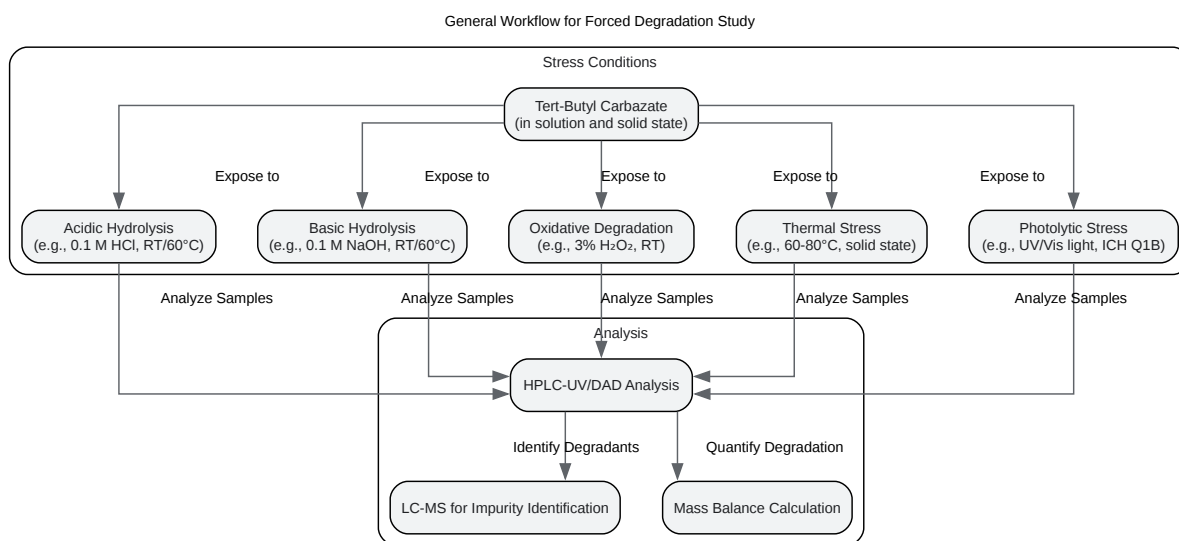 General Workflow for Forced Degradation Study
Stress Conditions
Tert-Butyl Carbazate
(in solution and solid state)
Expose to
Expose to
Expose to
Expose to
Expose to
Acidic Hydrolysis
(e.g., 0.1 M HCl, RT/60°C)
Basic Hydrolysis
(e.g., 0.1 M NaOH, RT/60°C)
Oxidative Degradation
(e.g., 3% H₂O₂, RT)
Thermal Stress
(e.g., 60-80°C, solid state)
Photolytic Stress
(e.g., UV/Vis light, ICH Q1B)
Analyze Samples
Analyze Samples
Analyze Samples
Analyze Samples
Analyze Samples
Analysis
HPLC-UV/DAD Analysis
Identify Degradants
Quantify Degradation
LC-MS for Impurity Identification
Mass Balance Calculation